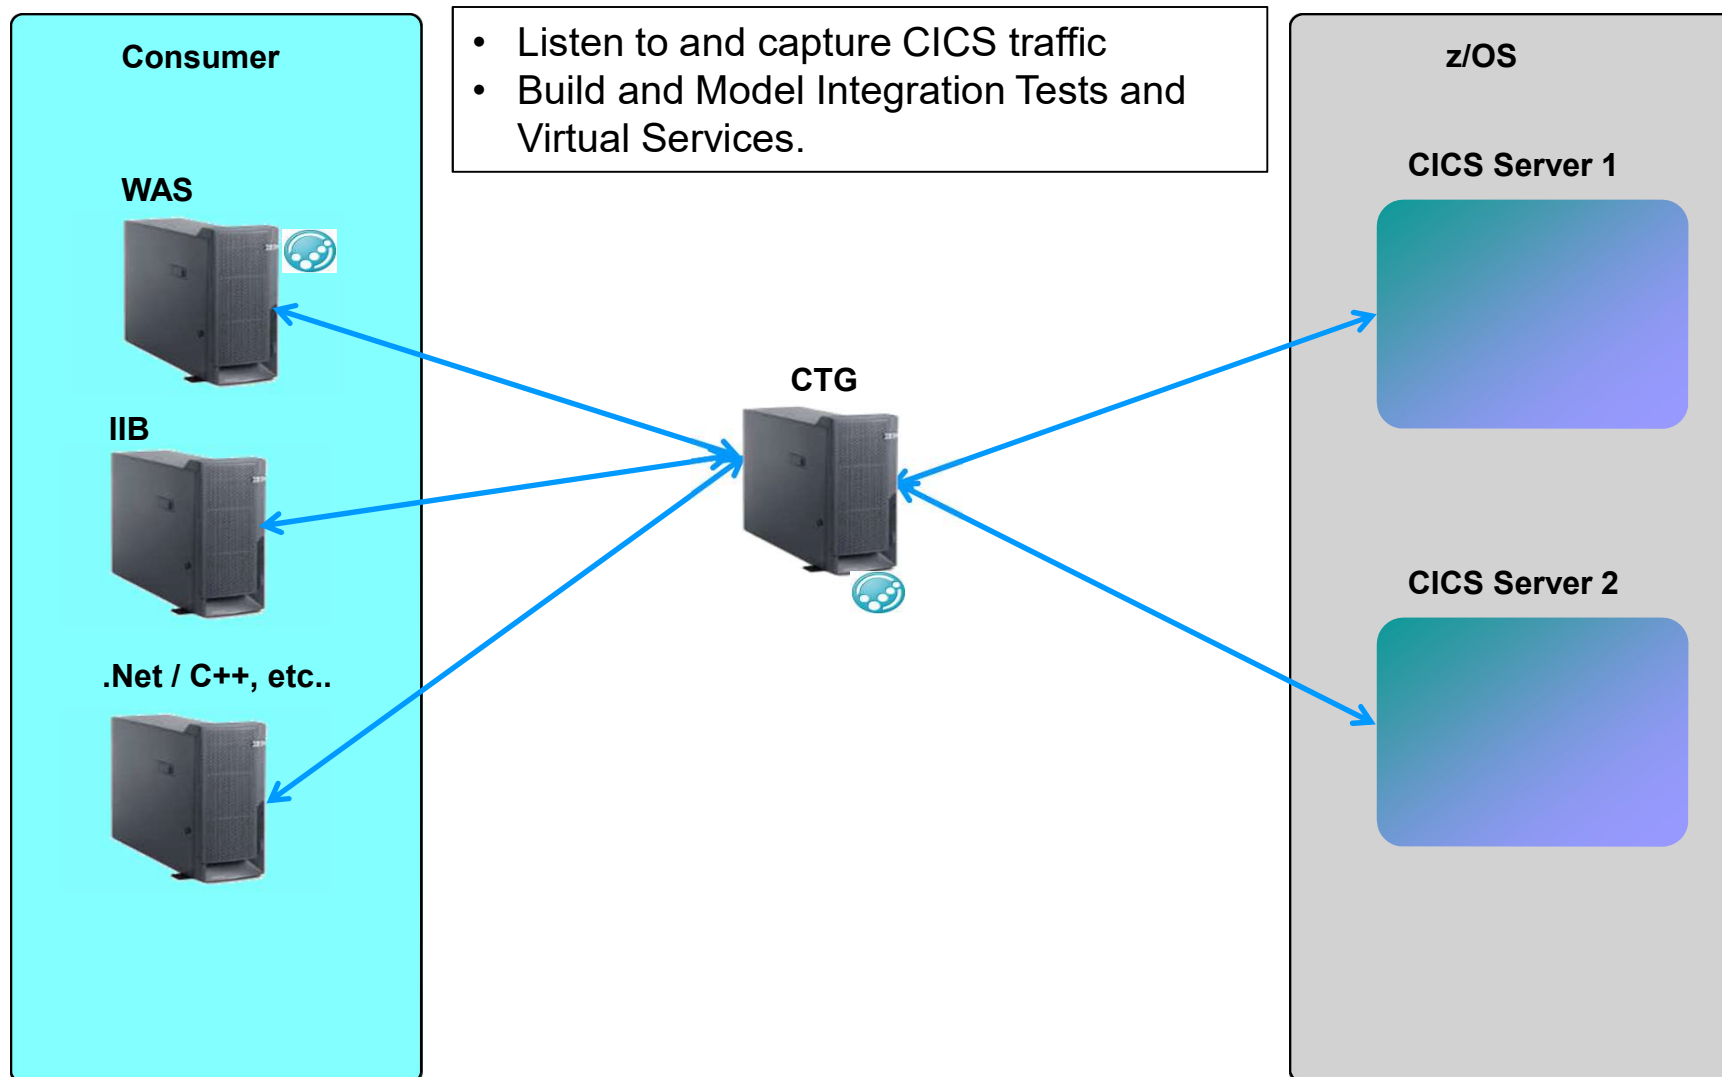 Consumer
• Listen to and capture CICS traffic
• Build and Model Integration Tests and
Virtual Services.
z/OS
WAS
IIB
.Net / C++, etc..
CTG
CICS Server 1
CICS Server 2